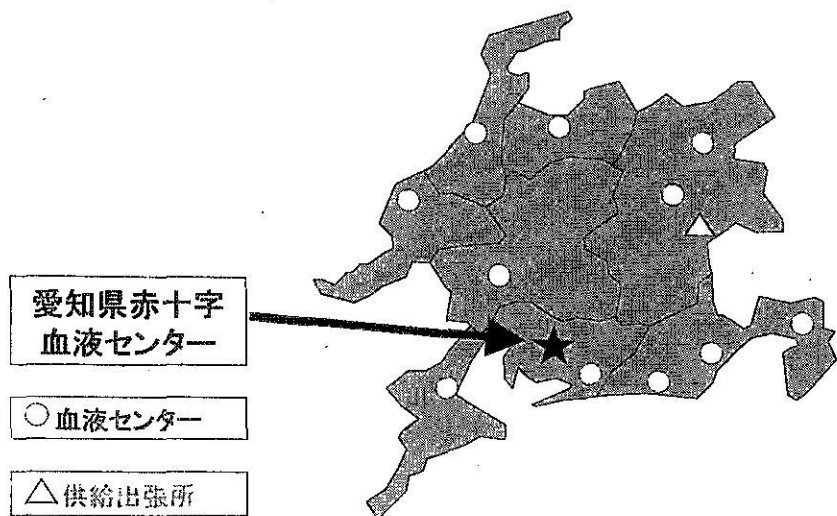 愛知県赤十字
血液センター
○血液センター
△供給出張所